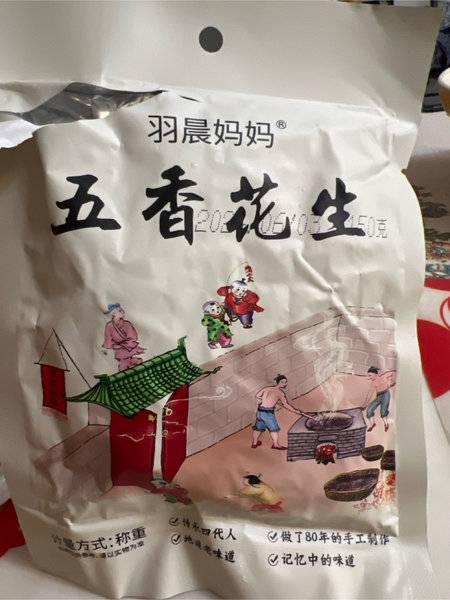 羽晨妈妈®
五香花生
450克
计量方式:称重
传承四代人
做了80年的手工制作
地道老味道
记忆中的味道